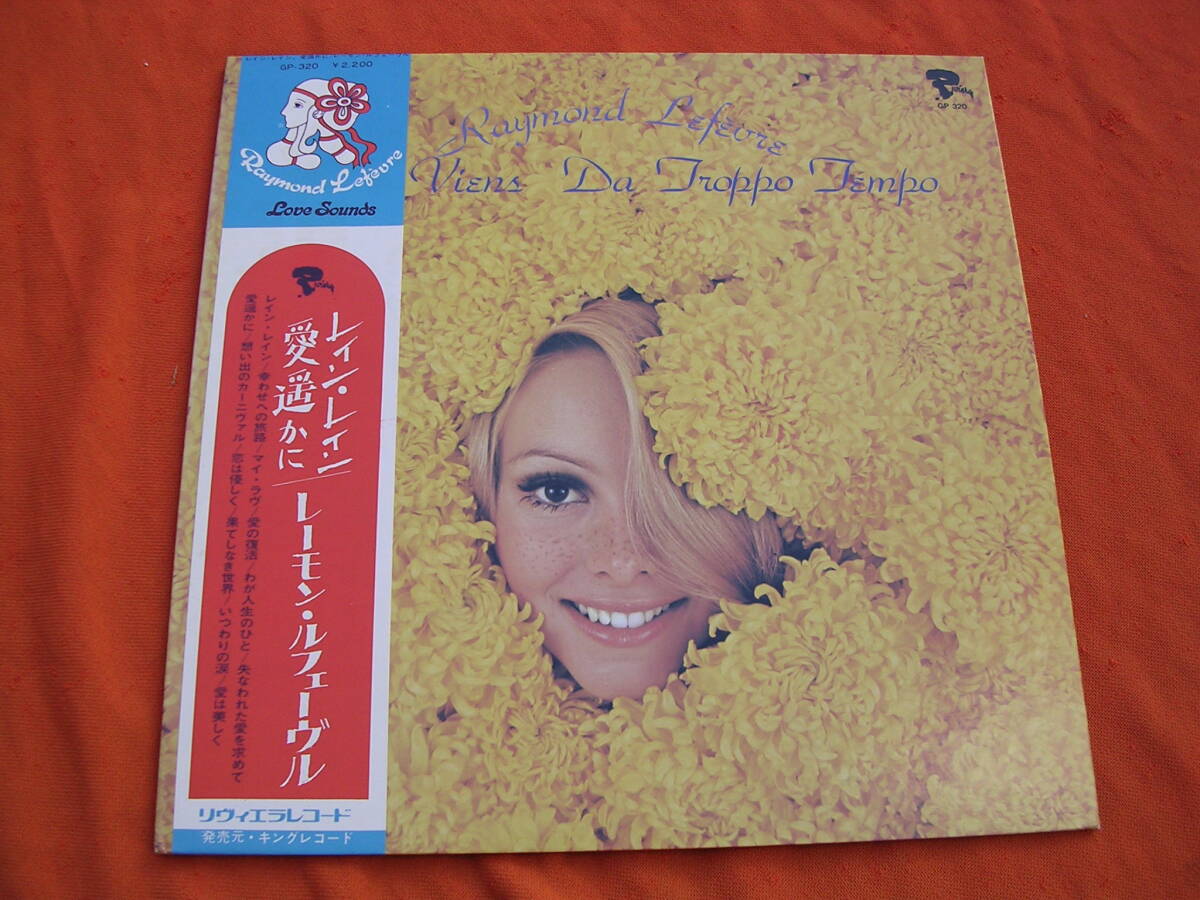 GP-320 ¥2,200
Raymond Lefèvre
Love Sounds
Riviera
レイン・レイン
愛遥かに
レーモン・ルフェーヴル
レイン・レイン/幸わせへの旅路/マイ・ラヴ/愛の復活/わが人生のひと/失なわれた愛を求めて
愛遥かに/想い出のカーニヴァル/恋は優しく/果てしなき世界/いつわりの涙/愛は美しく
リヴィエラレコード
発売元・キングレコード
Raymond Lefèvre
Viens Da Troppo Tempo
Riviera
GP 320